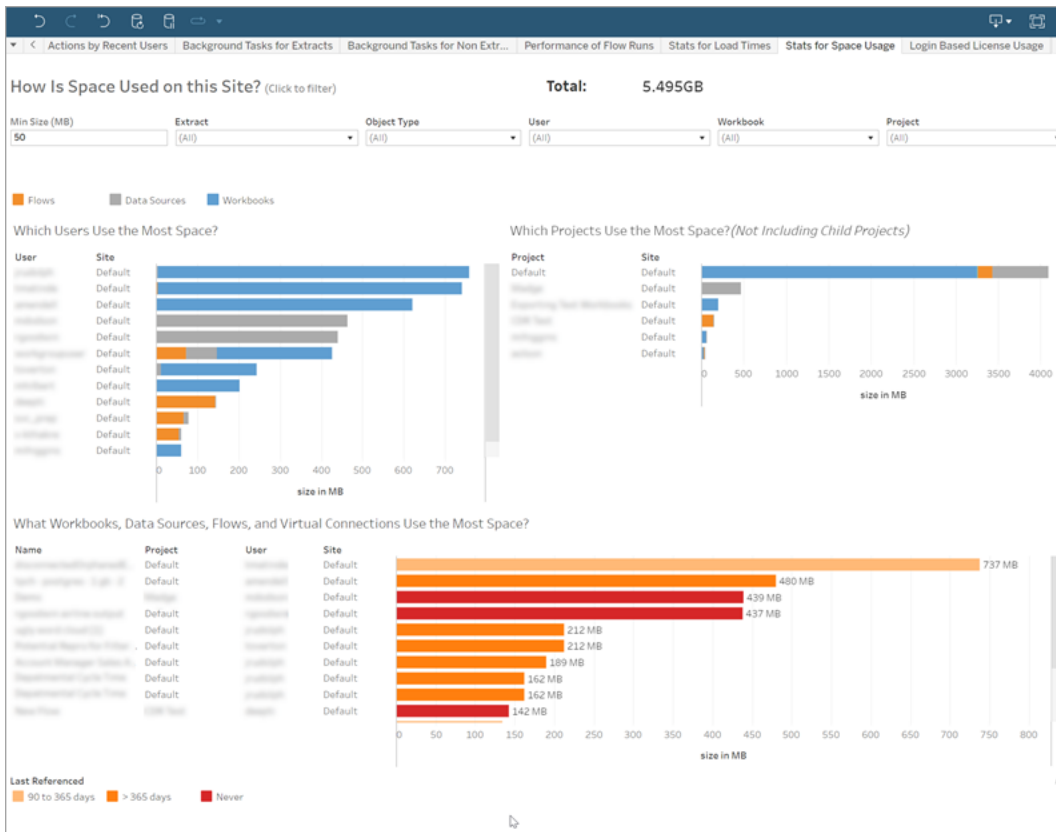 Actions by Recent Users Background Tasks for Extracts Background Tasks for Non Extr... Performance of Flow Runs Stats for Load Times Stats for Space Usage Login Based License Usage
How Is Space Used on this Site? (Click to filter) Total: 5.495GB
Min Size (MB) Extract Object Type User Workbook Project
50 (All) (All) (All) (All) (All)
Flows Data Sources Workbooks
Which Users Use the Most Space?
User Site
Default
Default
Default
Default
Default
Default
Default
Default
Default
Default
Default
Default
0 100 200 300 400 500 600 700
size in MB
Which Projects Use the Most Space? (Not Including Child Projects)
Project Site
Default Default
Default
Default
Default
Default
Default
0 500 1000 1500 2000 2500 3000 3500 4000
size in MB
What Workbooks, Data Sources, Flows, and Virtual Connections Use the Most Space?
Name Project User Site
Default Default 737 MB
Default Default 480 MB
Default 439 MB
Default Default 437 MB
Default Default 212 MB
Default Default 212 MB
Default Default 189 MB
Default Default 162 MB
Default Default 162 MB
Default 142 MB
0 50 100 150 200 250 300 350 400 450 500 550 600 650 700 750 800
size in MB
Last Referenced
90 to 365 days > 365 days Never